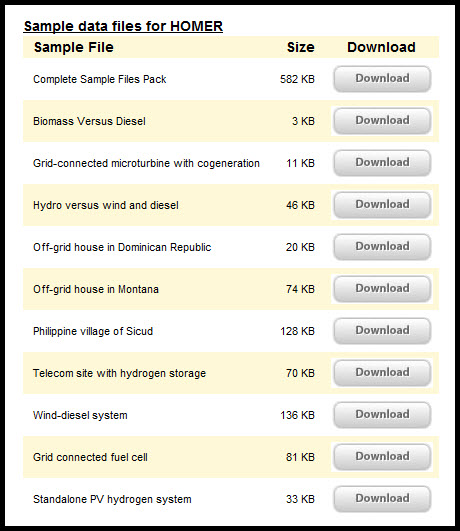 Sample data files for HOMER
Sample File Size Download
Complete Sample Files Pack 582 KB Download
Biomass Versus Diesel 3 KB Download
Grid-connected microturbine with cogeneration 11 KB Download
Hydro versus wind and diesel 46 KB Download
Off-grid house in Dominican Republic 20 KB Download
Off-grid house in Montana 74 KB Download
Philippine village of Sicud 128 KB Download
Telecom site with hydrogen storage 70 KB Download
Wind-diesel system 136 KB Download
Grid connected fuel cell 81 KB Download
Standalone PV hydrogen system 33 KB Download